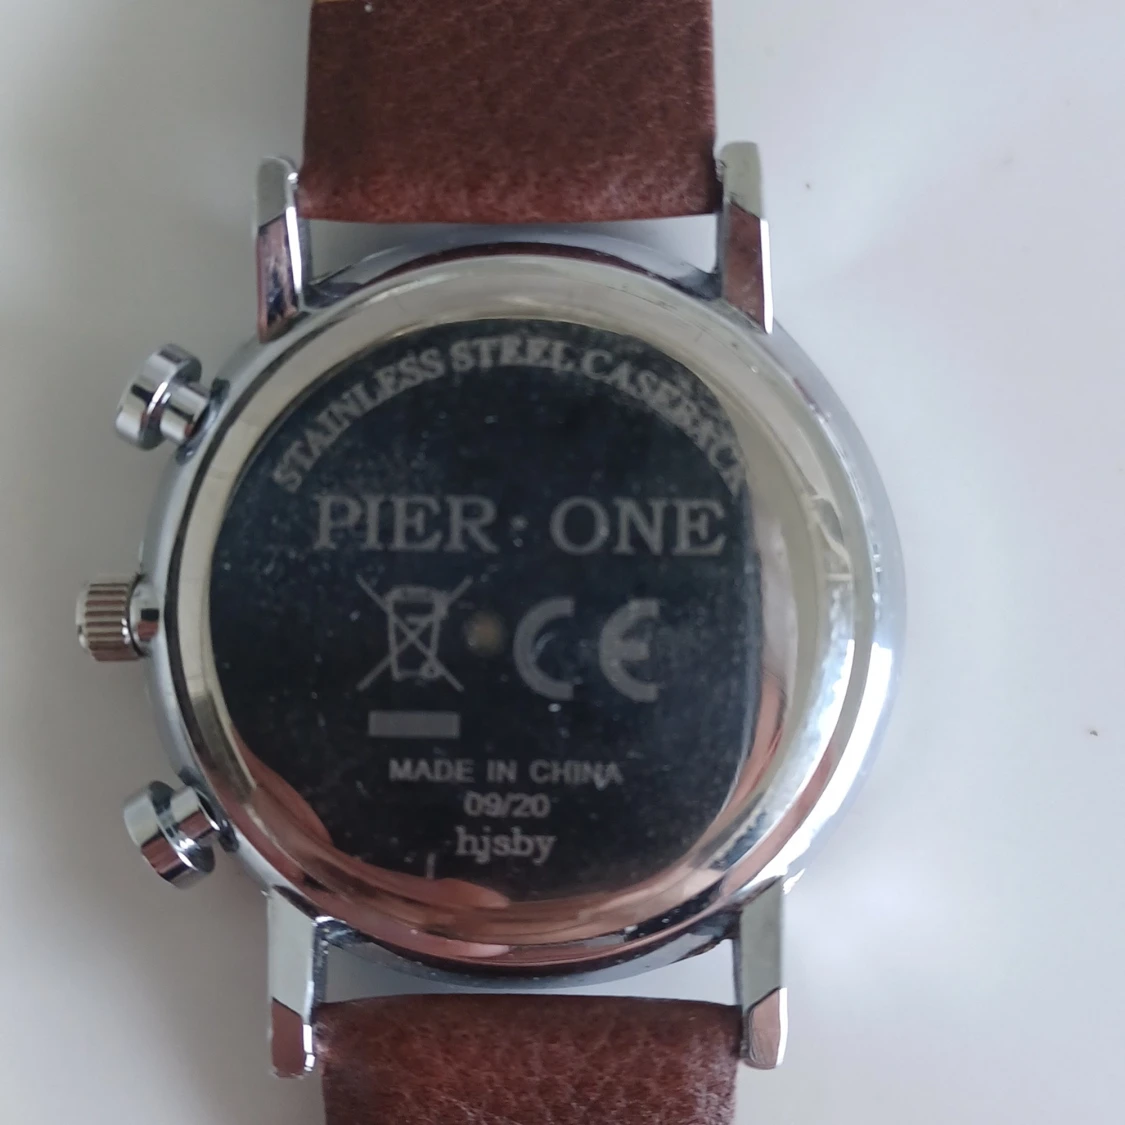 STAINLESS STEEL CASEBACK
PIER · ONE
CE
MADE IN CHINA
09/20
hjsby